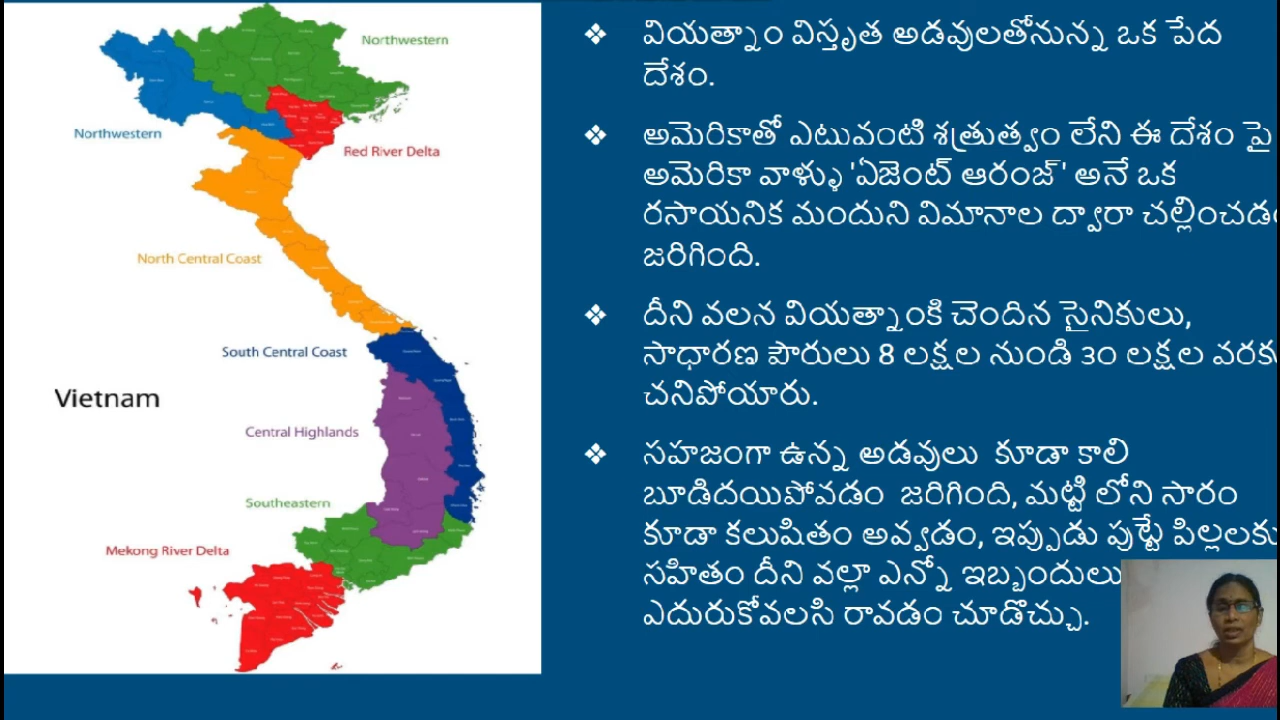 Northwestern
Northwestern
Red River Delta
North Central Coast
South Central Coast
Vietnam
Central Highlands
Southeastern
Mekong River Delta
❖ వియత్నాం విస్తృత అడవులతోనున్న ఒక పేద
దేశం.
❖ అమెరికాతో ఎటువంటి శత్రుత్వం లేని ఈ దేశం పై
అమెరికా వాళ్ళు 'ఏజెంట్ ఆరంజ్' అనే ఒక
రసాయనిక మందుని విమానాల ద్వారా చల్లించడం
జరిగింది.
❖ దీని వలన వియత్నాంకి చెందిన సైనికులు,
సాధారణ పౌరులు 8 లక్షల నుండి ౩౦ లక్షల వరకు
చనిపోయారు.
❖ సహజంగా ఉన్న అడవులు కూడా కాలి
బూడిదయిపోవడం జరిగింది, మట్టి లోని సారం
కూడా కలుషితం అవ్వడం, ఇప్పుడు పుట్టే పిల్లలకు
సహితం దీని వల్లా ఎన్నో ఇబ్బందులు
ఎదురుకోవలసి రావడం చూడొచ్చు.